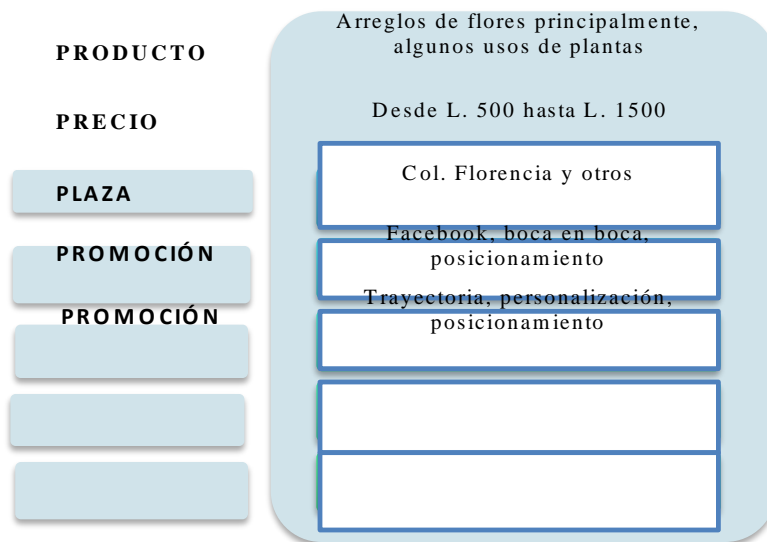 PRODUCTO
Arreglos de flores principalmente,
algunos usos de plantas
PRECIO
Desde L. 500 hasta L. 1500
PLAZA
Col. Florencia y otros
PROMOCIÓN
Facebook, boca en boca,
posicionamiento
PROMOCIÓN
Trayectoria, personalización,
posicionamiento